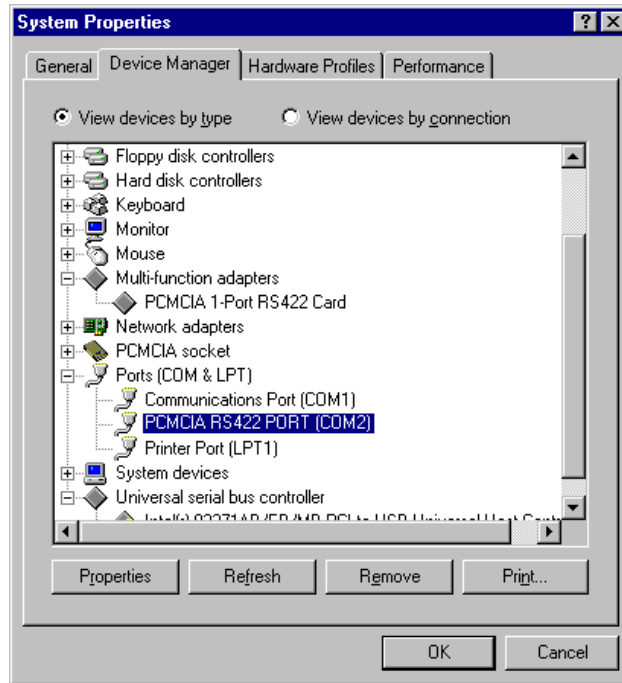 System Properties
General Device Manager Hardware Profiles Performance
View devices by type View devices by connection
Floppy disk controllers
Hard disk controllers
Keyboard
Monitor
Mouse
Multi-function adapters
PCMCIA 1-Port RS422 Card
Network adapters
PCMCIA socket
Ports (COM & LPT)
Communications Port (COM1)
PCMCIA RS422 PORT (COM2)
Printer Port (LPT1)
System devices
Universal serial bus controller
Properties Refresh Remove Print...
OK Cancel